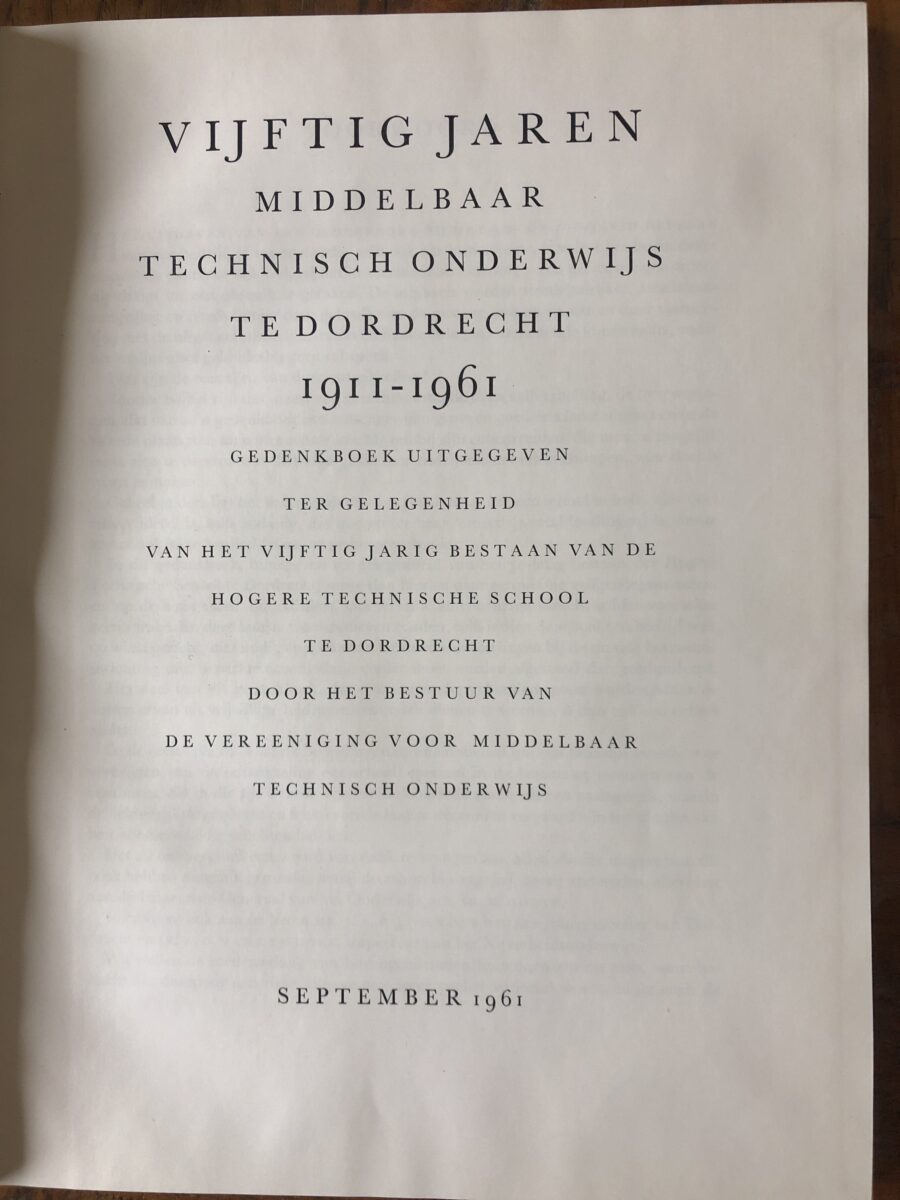 VIJFTIG JAREN
MIDDELBAAR
TECHNISCH ONDERWIJS
TE DORDRECHT
1911-1961
GEDENKBOEK UITGEGEVEN
TER GELEGENHEID
VAN HET VIJFTIG JARIG BESTAAN VAN DE
HOGERE TECHNISCHE SCHOOL
TE DORDRECHT
DOOR HET BESTUUR VAN
DE VEREENIGING VOOR MIDDELBAAR
TECHNISCH ONDERWIJS
SEPTEMBER 1961